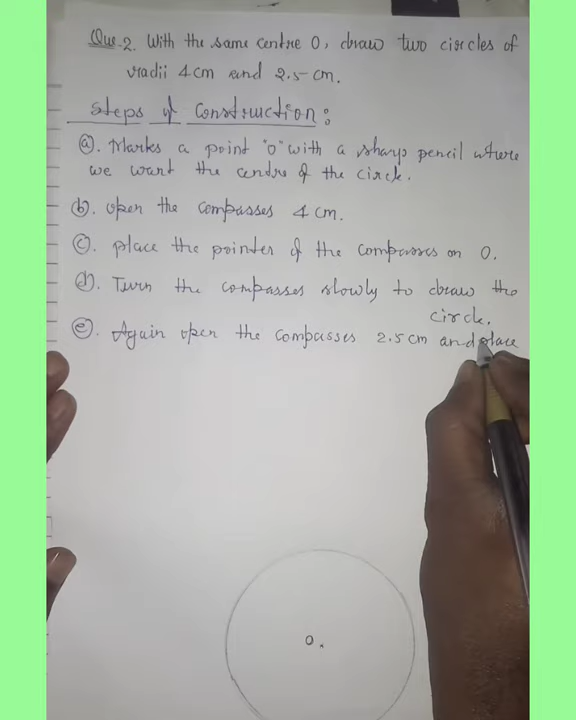 Que. 2. With the same centre O, draw two circles of
radii 4cm and 2.5 cm.
Steps of Construction :
(a). Marks a point "O" with a sharp pencil where
we want the centre of the circle.
(b). open the compasses 4 cm.
(c). place the pointer of the compasses on O.
(d). Turn the compasses slowly to draw the
circle.
(e). Again open the compasses 2.5 cm and place
O